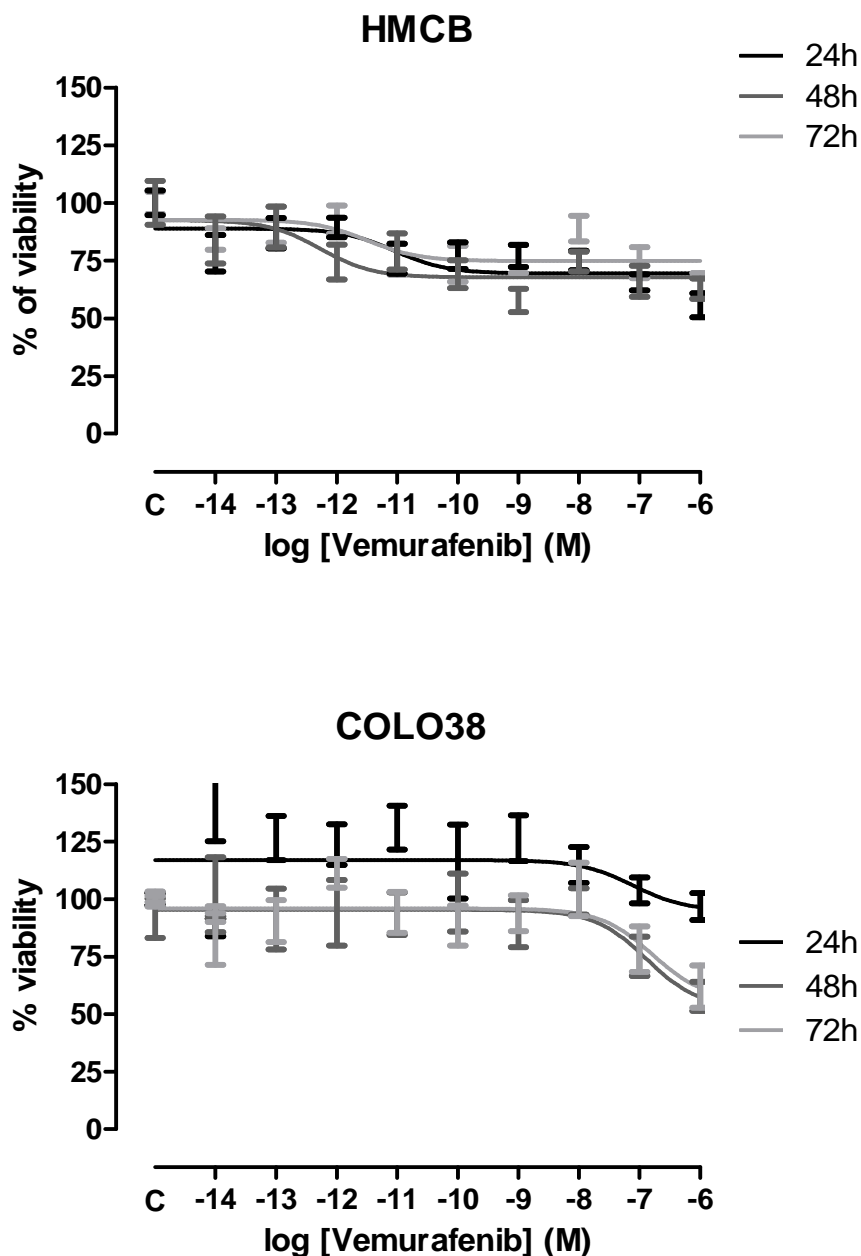 HMCB
24h
48h
72h
150
125
100
75
50
25
0
% of viability
C -14 -13 -12 -11 -10 -9 -8 -7 -6
log [Vemurafenib] (M)
COLO38
150
125
100
75
50
25
0
% viability
24h
48h
72h
C -14 -13 -12 -11 -10 -9 -8 -7 -6
log [Vemurafenib] (M)